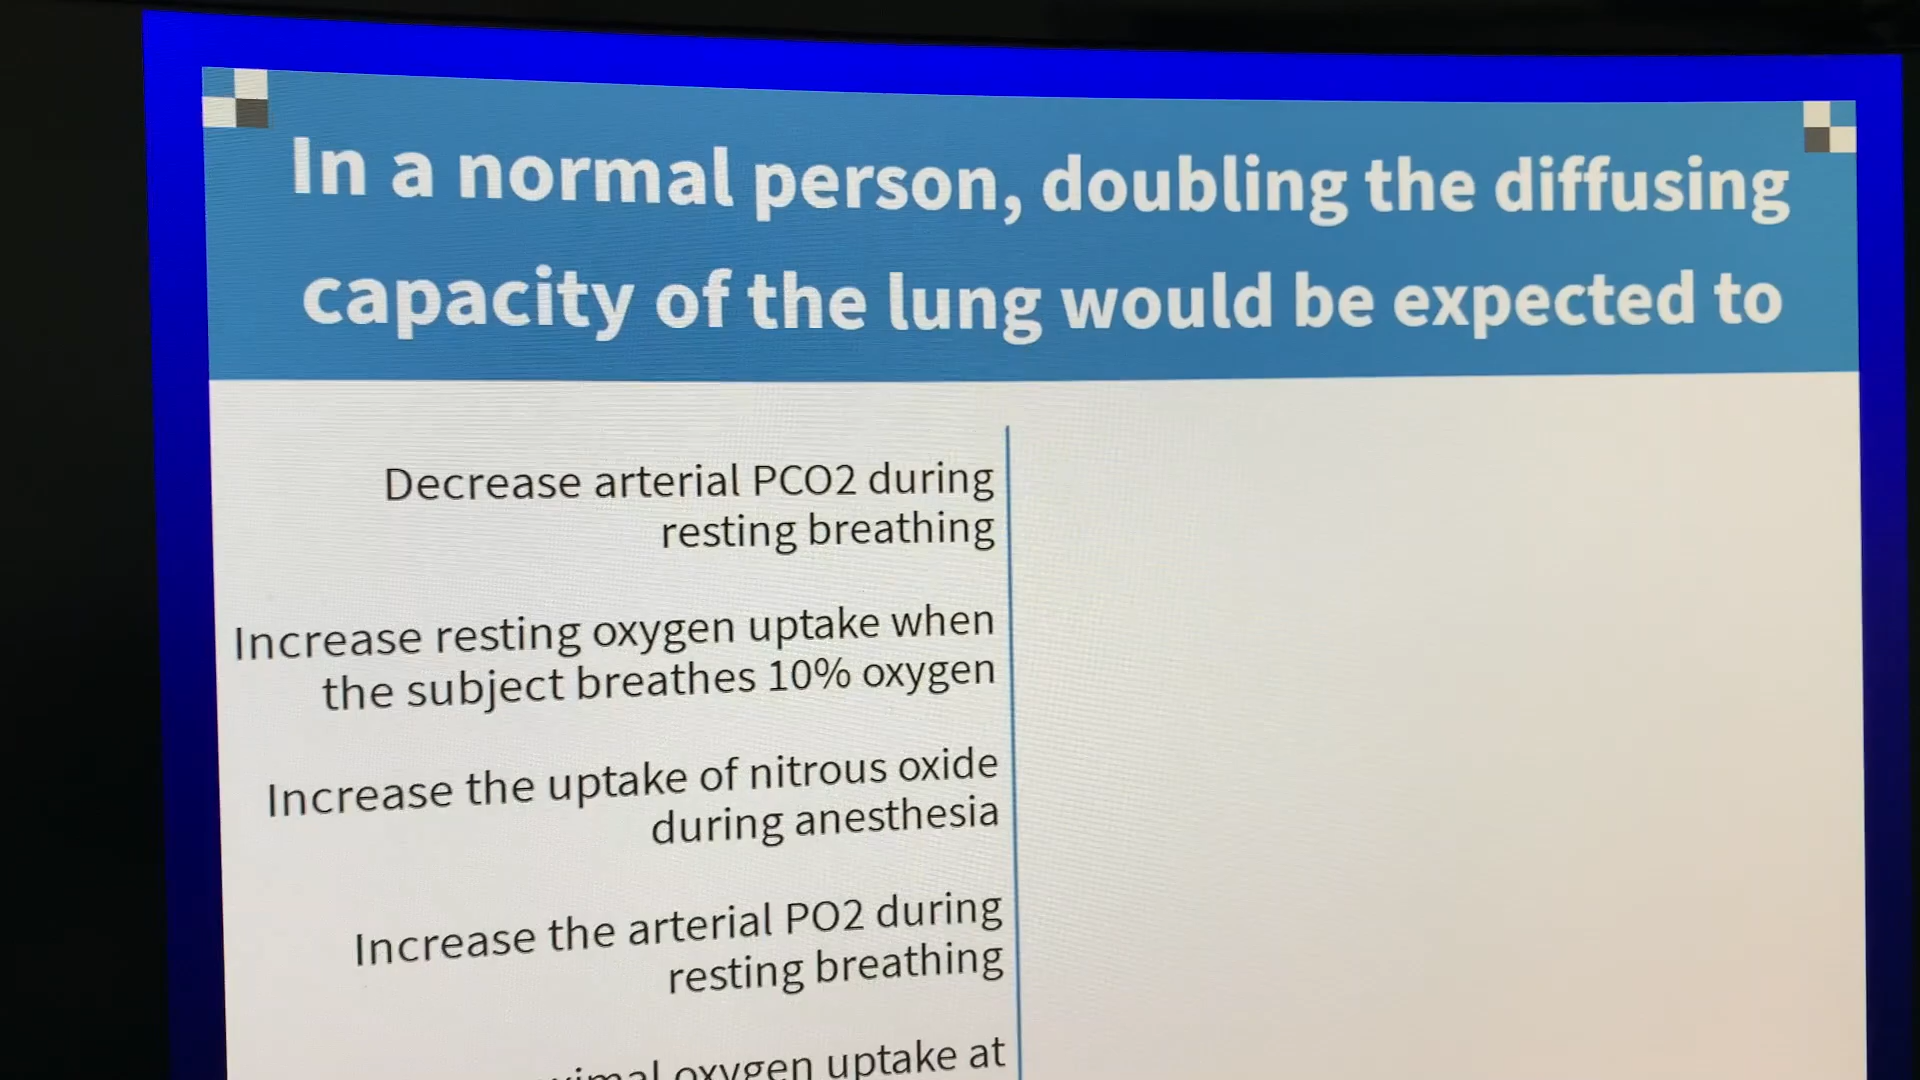 In a normal person, doubling the diffusing
capacity of the lung would be expected to
Decrease arterial PCO2 during
resting breathing
Increase resting oxygen uptake when
the subject breathes 10% oxygen
Increase the uptake of nitrous oxide
during anesthesia
Increase the arterial PO2 during
resting breathing
oxygen uptake at